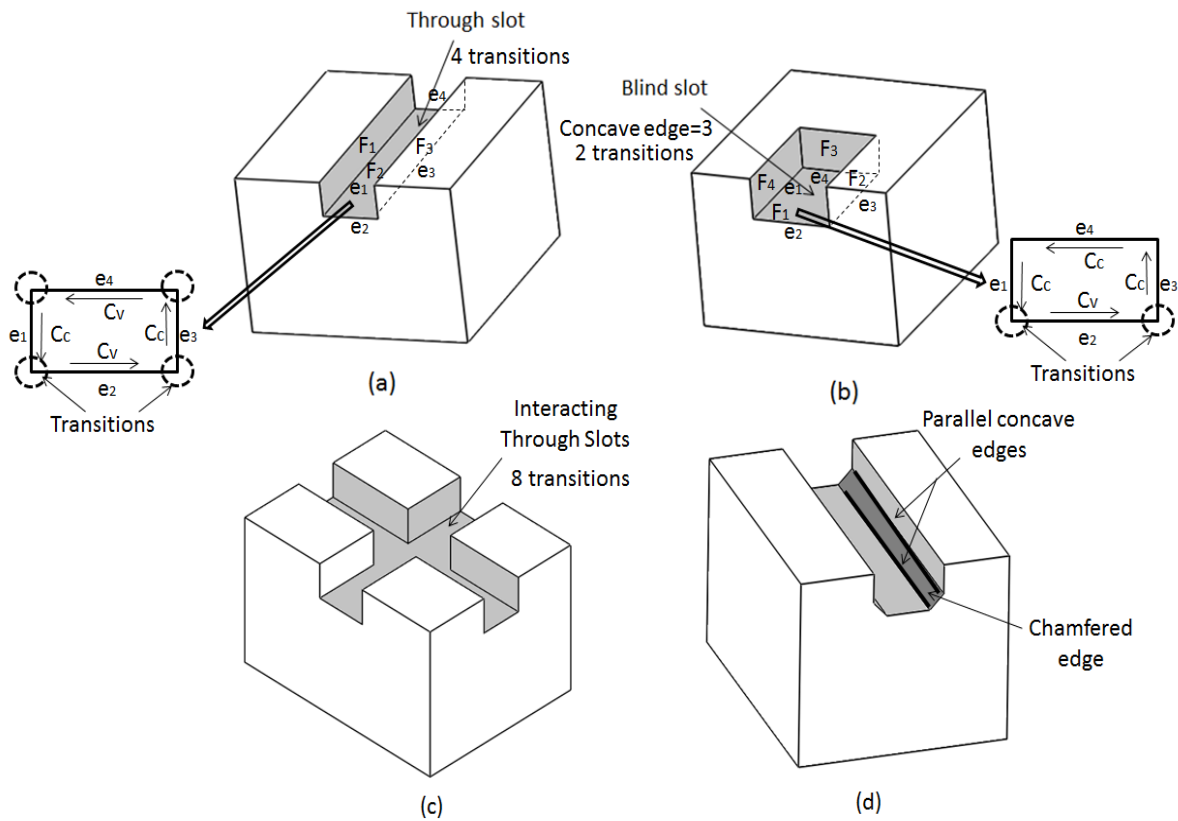 Through slot
4 transitions
e4
F1
F3
F2
e3
e1
e2
e4
CV
e1
CC
CC
e3
CV
e2
Transitions
(a)
Blind slot
Concave edge=3
2 transitions
F3
F4
e1
e4
F2
F1
e3
e2
e4
CC
e1
CC
CC
e3
CV
e2
Transitions
(b)
Interacting
Through Slots
8 transitions
(c)
Parallel concave
edges
Chamfered
edge
(d)